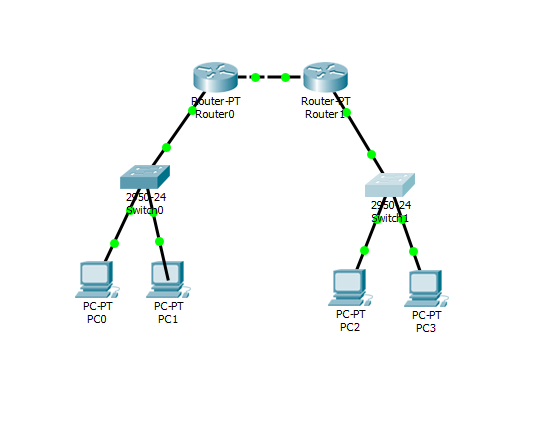 Router-PT
Router0
Router-PT
Router1
2950-24
Switch0
2950-24
Switch1
PC-PT
PC0
PC-PT
PC1
PC-PT
PC2
PC-PT
PC3